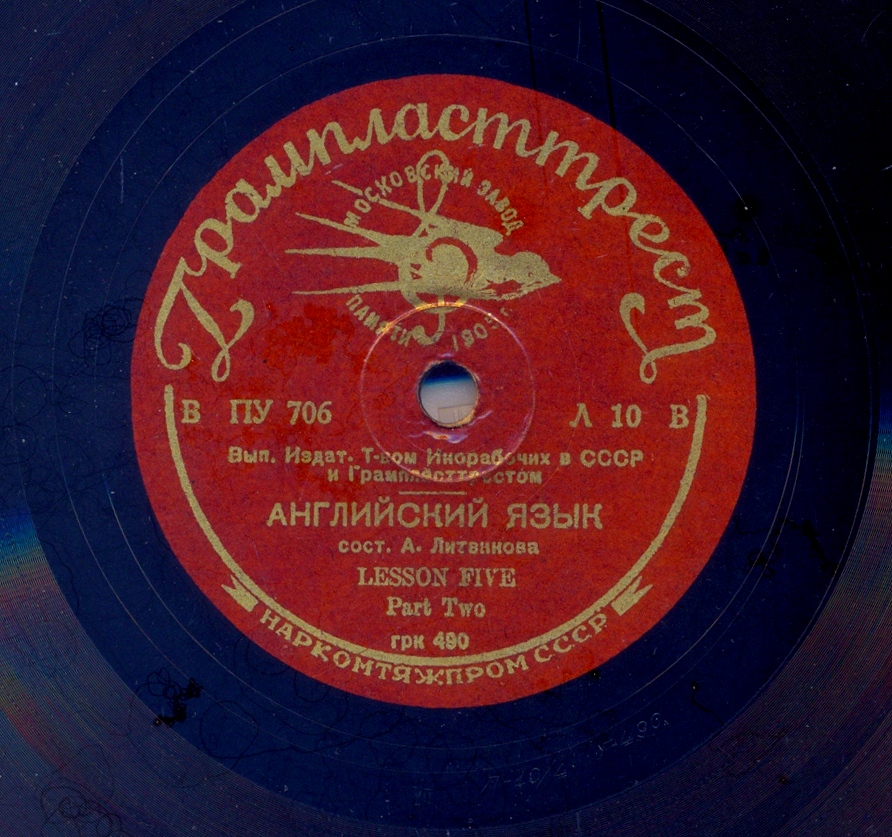 Грампласттрест
МОСКОВСКИЙ ЗАВОД
ПАМЯТИ 1905 г.
В ПУ 706 Л 10 В
Вып. Издат. Т-вом Инорабочих в СССР
и Грампласттрестом
АНГЛИЙСКИЙ ЯЗЫК
сост. А. Литвинова
LESSON FIVE
Part Two
грк 490
НАРКОМТЯЖПРОМ СССР